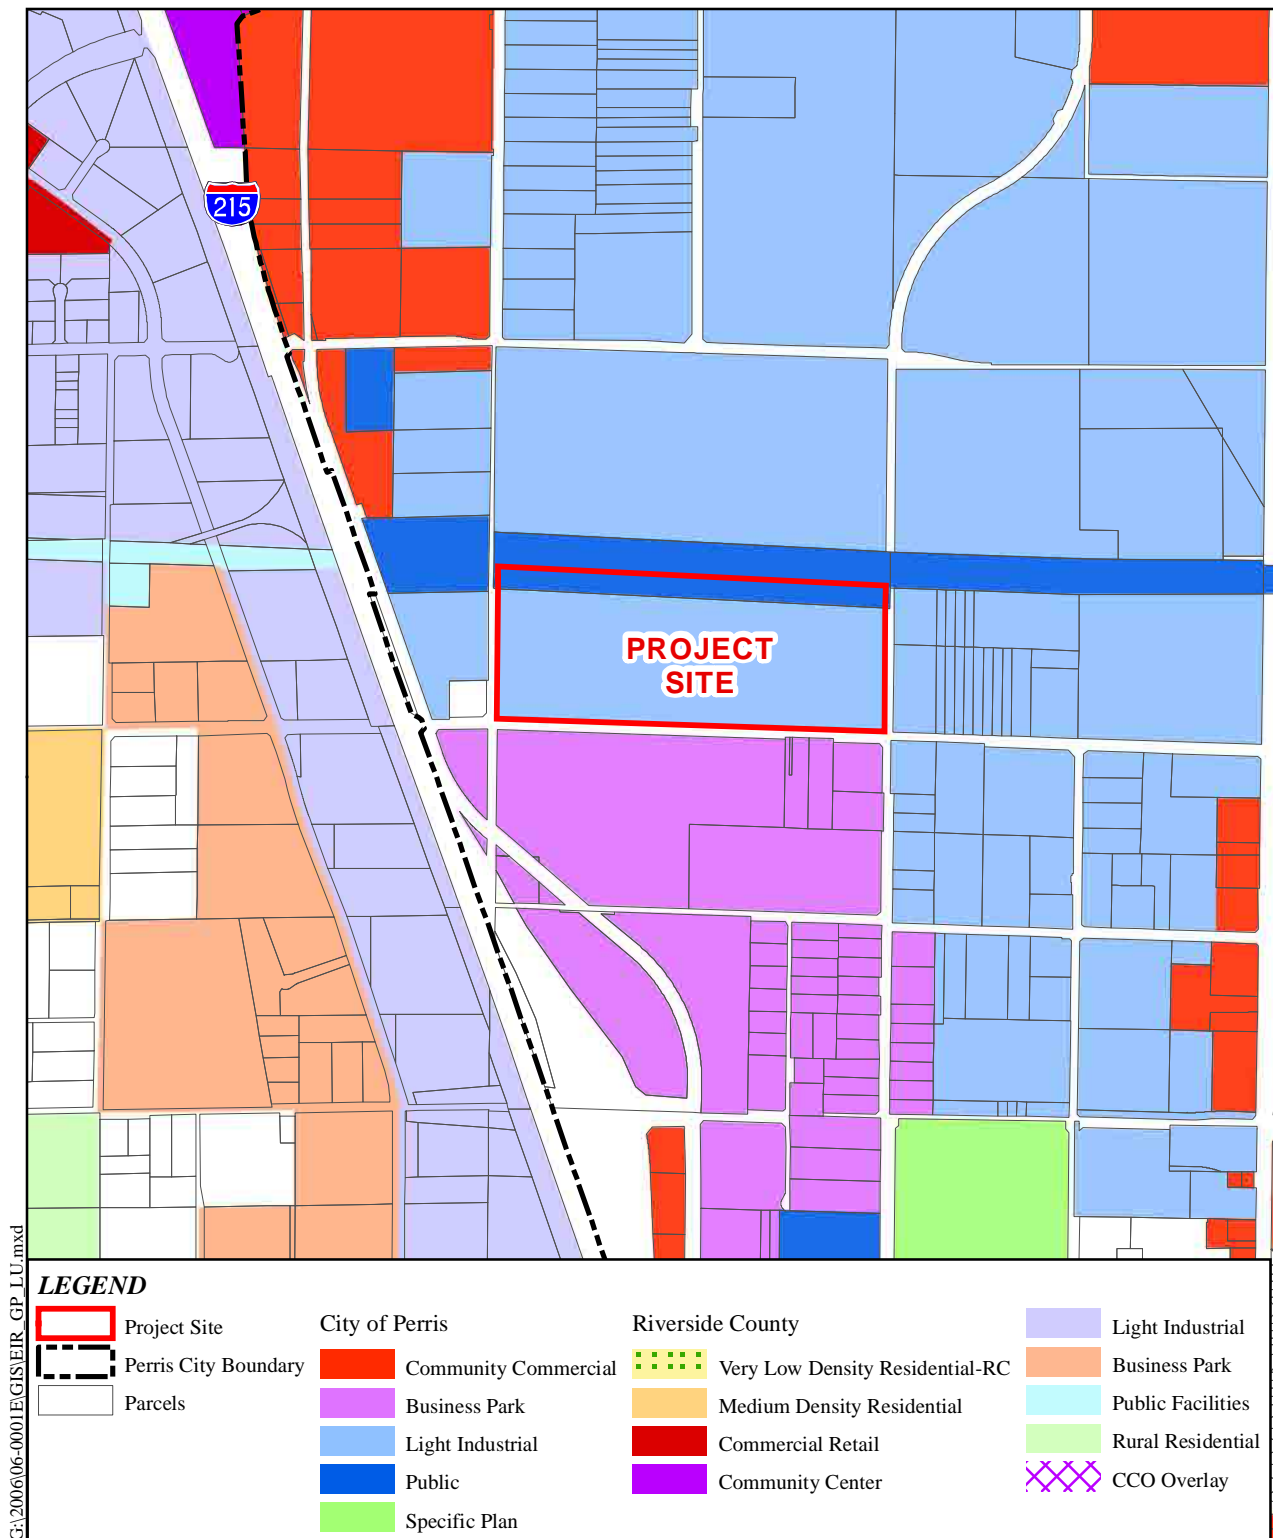 215
PROJECT
SITE
G:\2006\06-0001E\GIS\EIR_GP_LU.mxd
LEGEND
Project Site
Perris City Boundary
Parcels
City of Perris
Community Commercial
Business Park
Light Industrial
Public
Specific Plan
Riverside County
Very Low Density Residential-RC
Medium Density Residential
Commercial Retail
Community Center
Light Industrial
Business Park
Public Facilities
Rural Residential
CCO Overlay